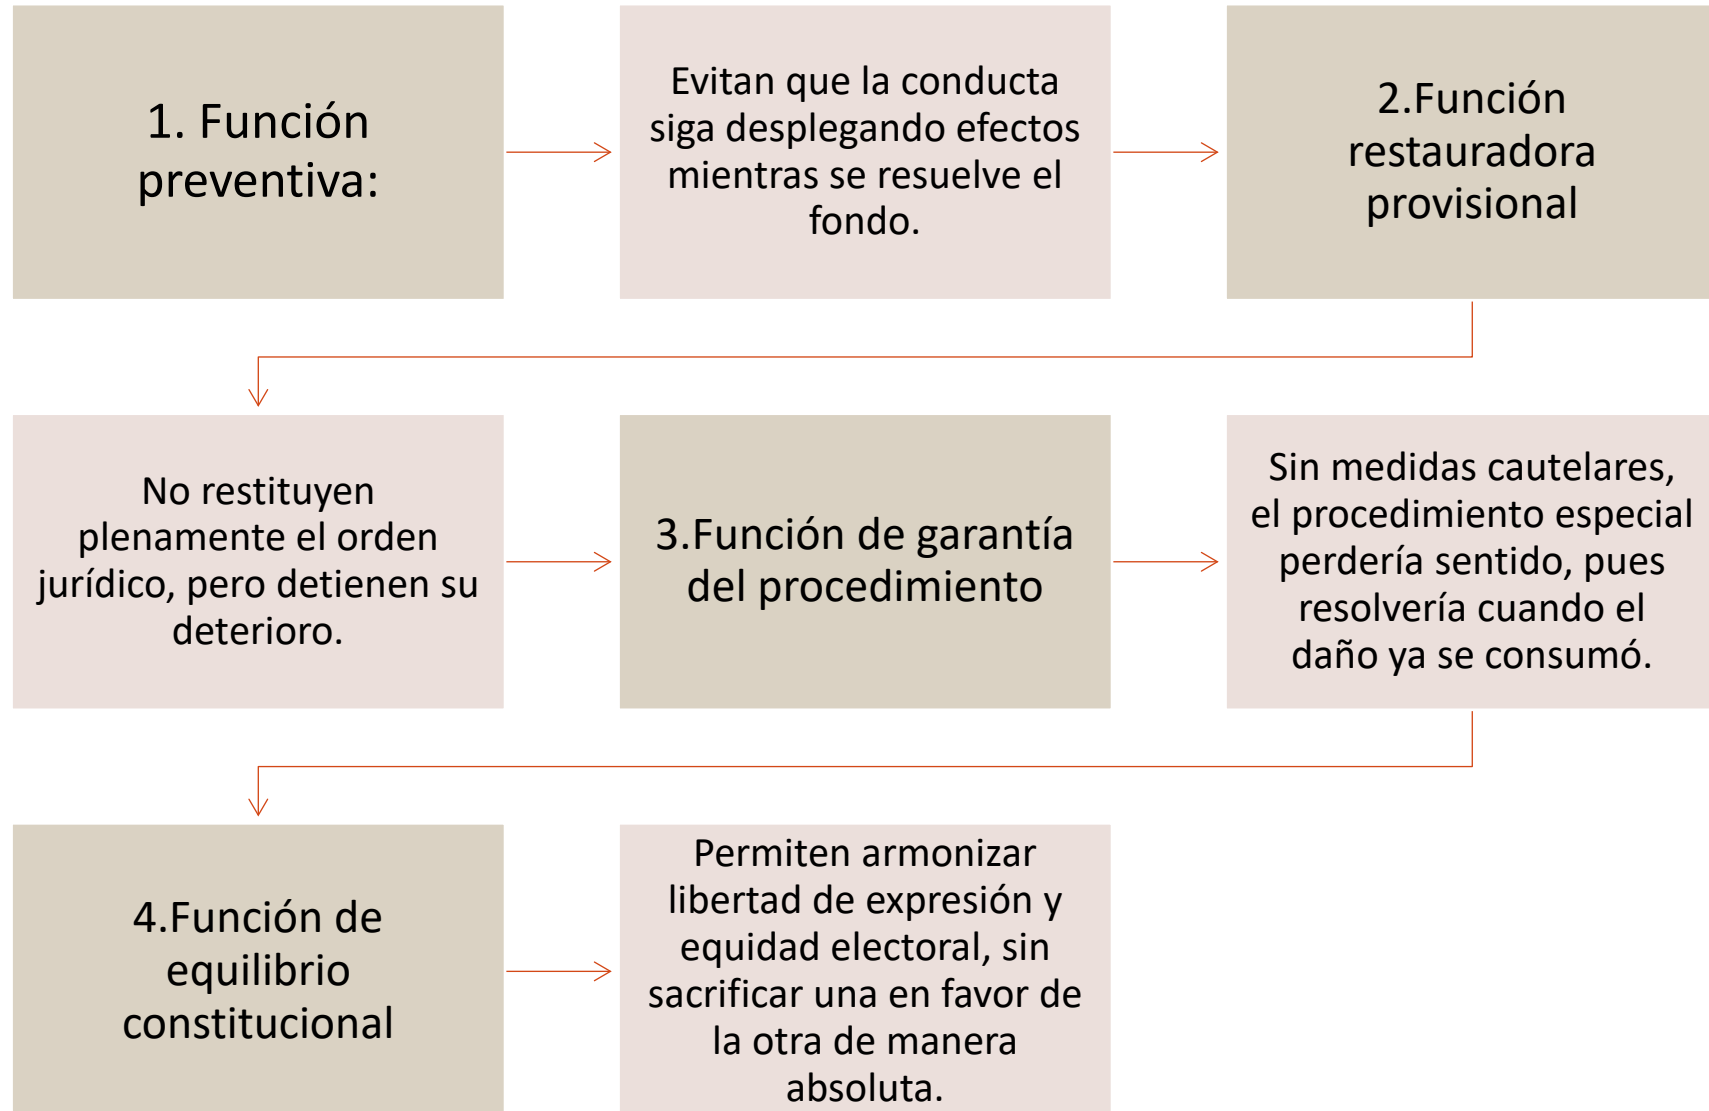 1. Función
preventiva:
Evitan que la conducta
siga desplegando efectos
mientras se resuelve el
fondo.
2.Función
restauradora
provisional
No restituyen
plenamente el orden
jurídico, pero detienen su
deterioro.
3.Función de garantía
del procedimiento
Sin medidas cautelares,
el procedimiento especial
perdería sentido, pues
resolvería cuando el
daño ya se consumó.
4.Función de
equilibrio
constitucional
Permiten armonizar
libertad de expresión y
equidad electoral, sin
sacrificar una en favor de
la otra de manera
absoluta.